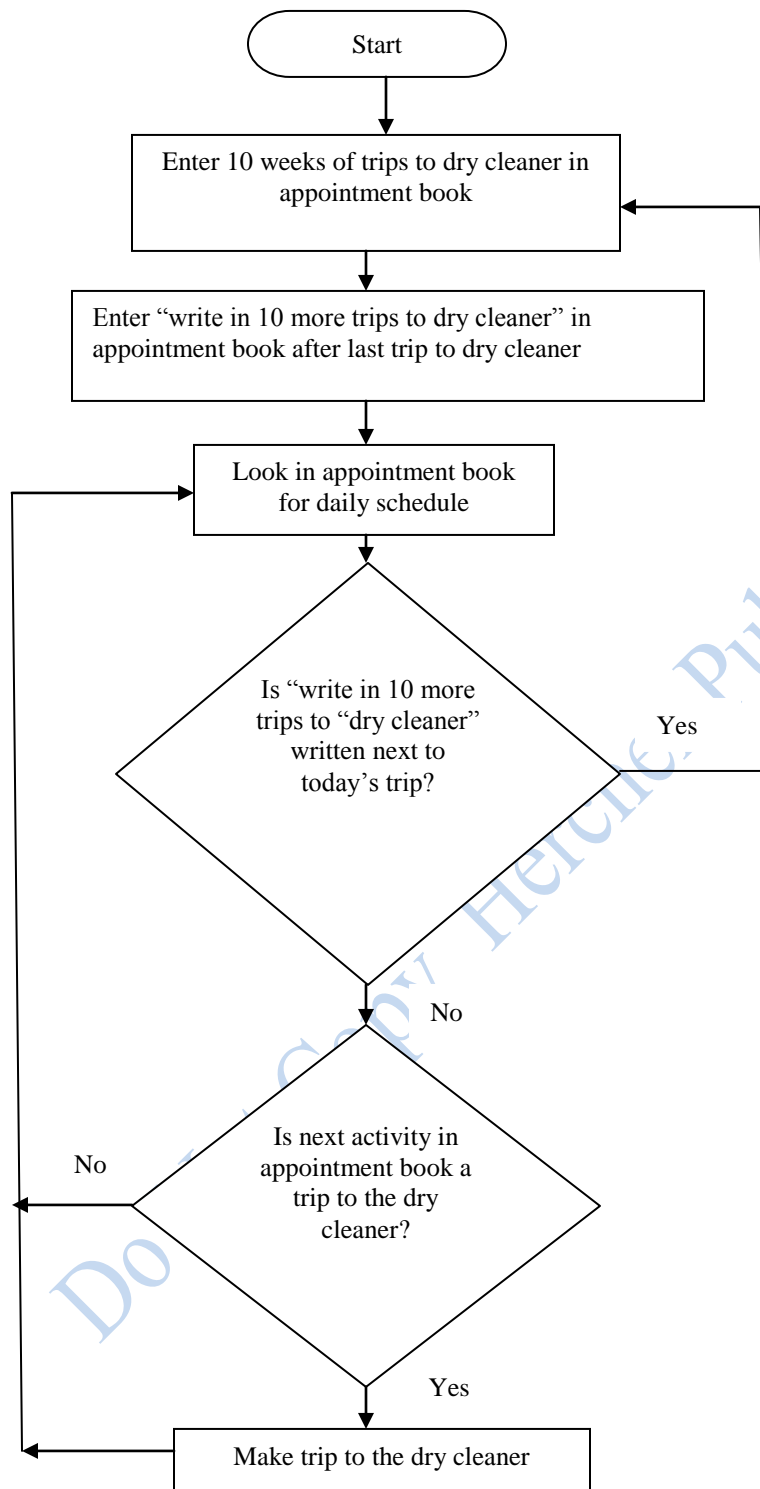 Start
Enter 10 weeks of trips to dry cleaner in
appointment book
Enter “write in 10 more trips to dry cleaner” in
appointment book after last trip to dry cleaner
Look in appointment book
for daily schedule
Is “write in 10 more
trips to “dry cleaner”
written next to
today’s trip?
Yes
No
Is next activity in
appointment book a
trip to the dry
cleaner?
No
Yes
Make trip to the dry cleaner
Do Copy